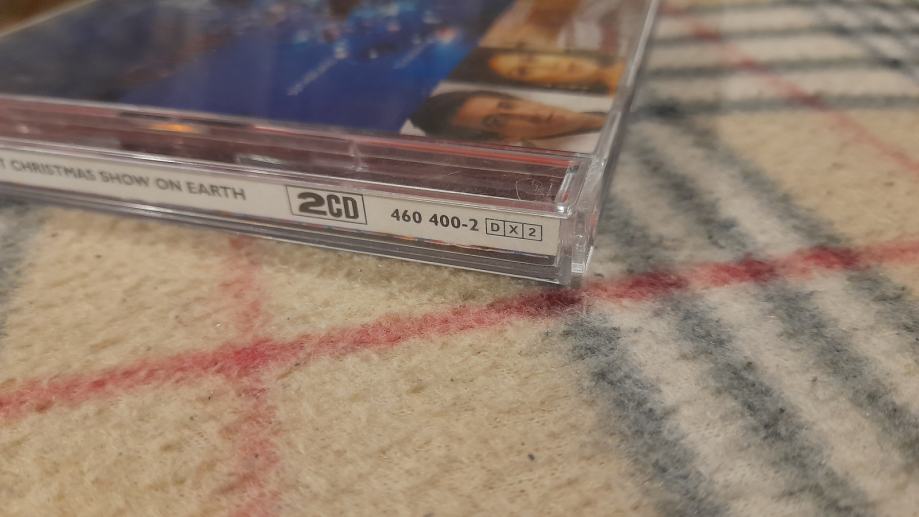 T CHRISTMAS SHOW ON EARTH 2CD 460 400-2 DX2